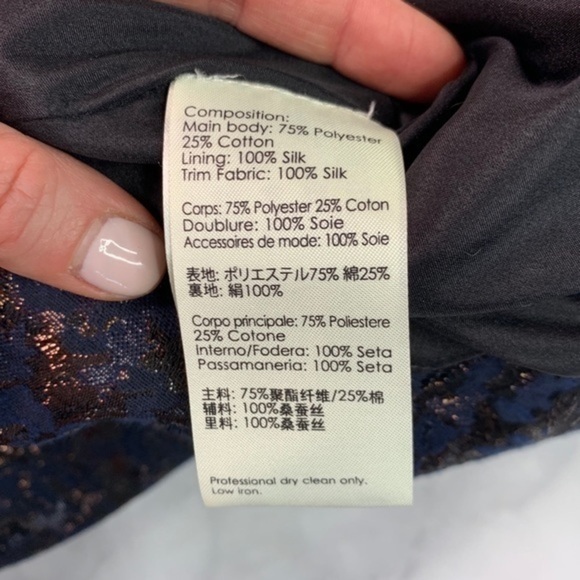 Composition:
Main body: 75% Polyester
25% Cotton
Lining: 100% Silk
Trim Fabric: 100% Silk
Corps: 75% Polyester 25% Coton
Doublure: 100% Soie
Accessoires de mode: 100% Soie
表地: ポリエステル75% 綿25%
裏地: 絹100%
Corpo principale: 75% Poliestere
25% Cotone
Interno/Fodera: 100% Seta
Passamaneria: 100% Seta
主料: 75%聚酯纤维/25%棉
辅料: 100%桑蚕丝
里料: 100%桑蚕丝
Professional dry clean only.
Low iron.